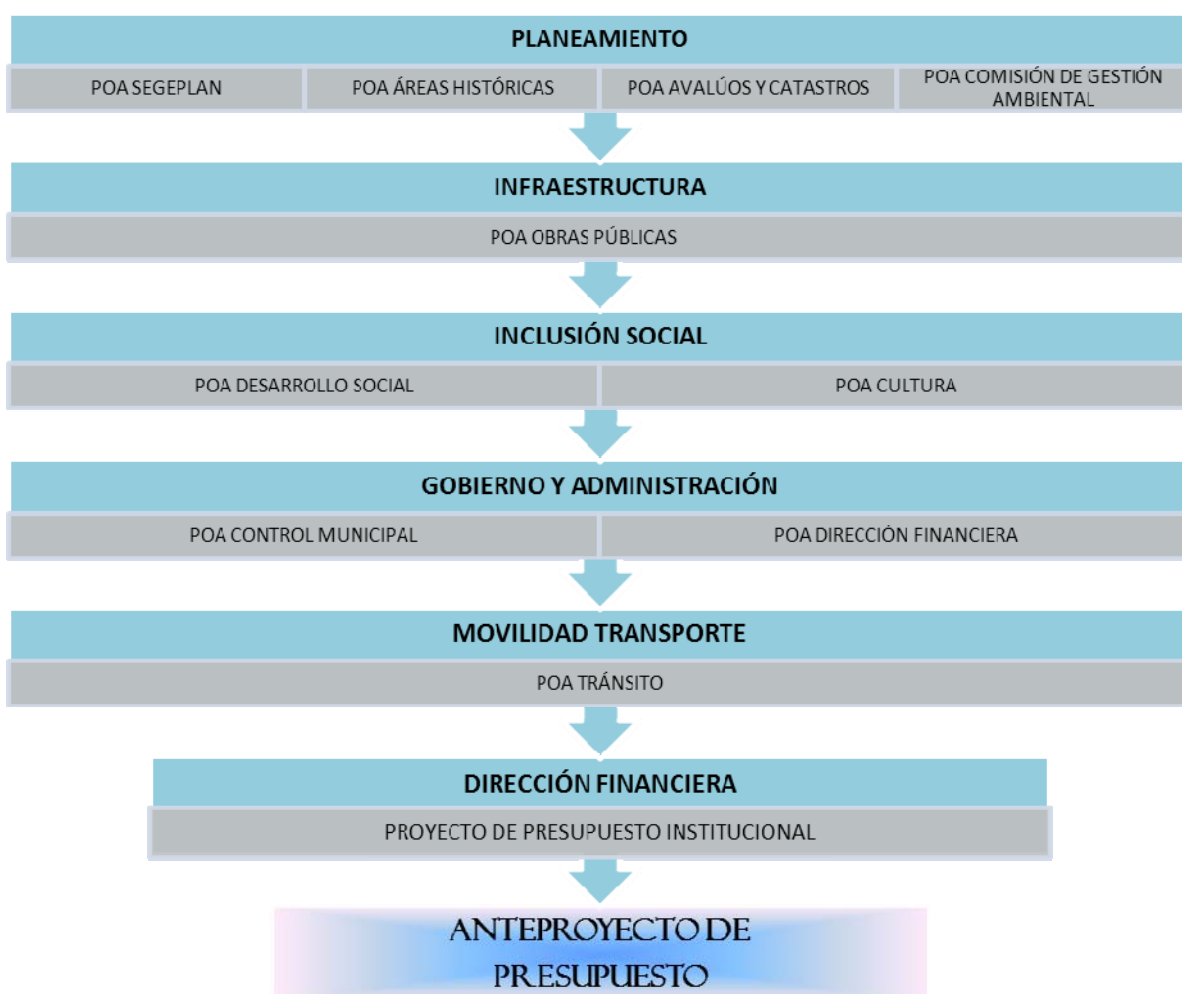 PLANEAMIENTO
POA SEGEPLAN
POA ÁREAS HISTÓRICAS
POA AVALÚOS Y CATASTROS
POA COMISIÓN DE GESTIÓN
AMBIENTAL
INFRAESTRUCTURA
POA OBRAS PÚBLICAS
INCLUSIÓN SOCIAL
POA DESARROLLO SOCIAL
POA CULTURA
GOBIERNO Y ADMINISTRACIÓN
POA CONTROL MUNICIPAL
POA DIRECCIÓN FINANCIERA
MOVILIDAD TRANSPORTE
POA TRÁNSITO
DIRECCIÓN FINANCIERA
PROYECTO DE PRESUPUESTO INSTITUCIONAL
ANTEPROYECTO DE
PRESUPUESTO